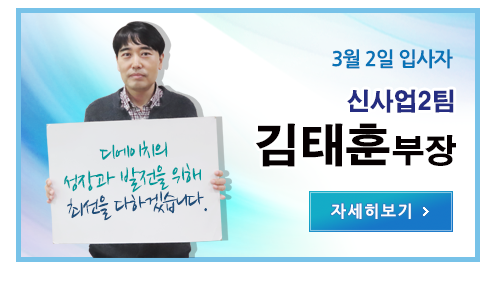 3월 2일 입사자
신사업2팀
김태훈부장
자세히보기 >
디에이치의
성장과 발전을 위해
최선을 다하겠습니다.